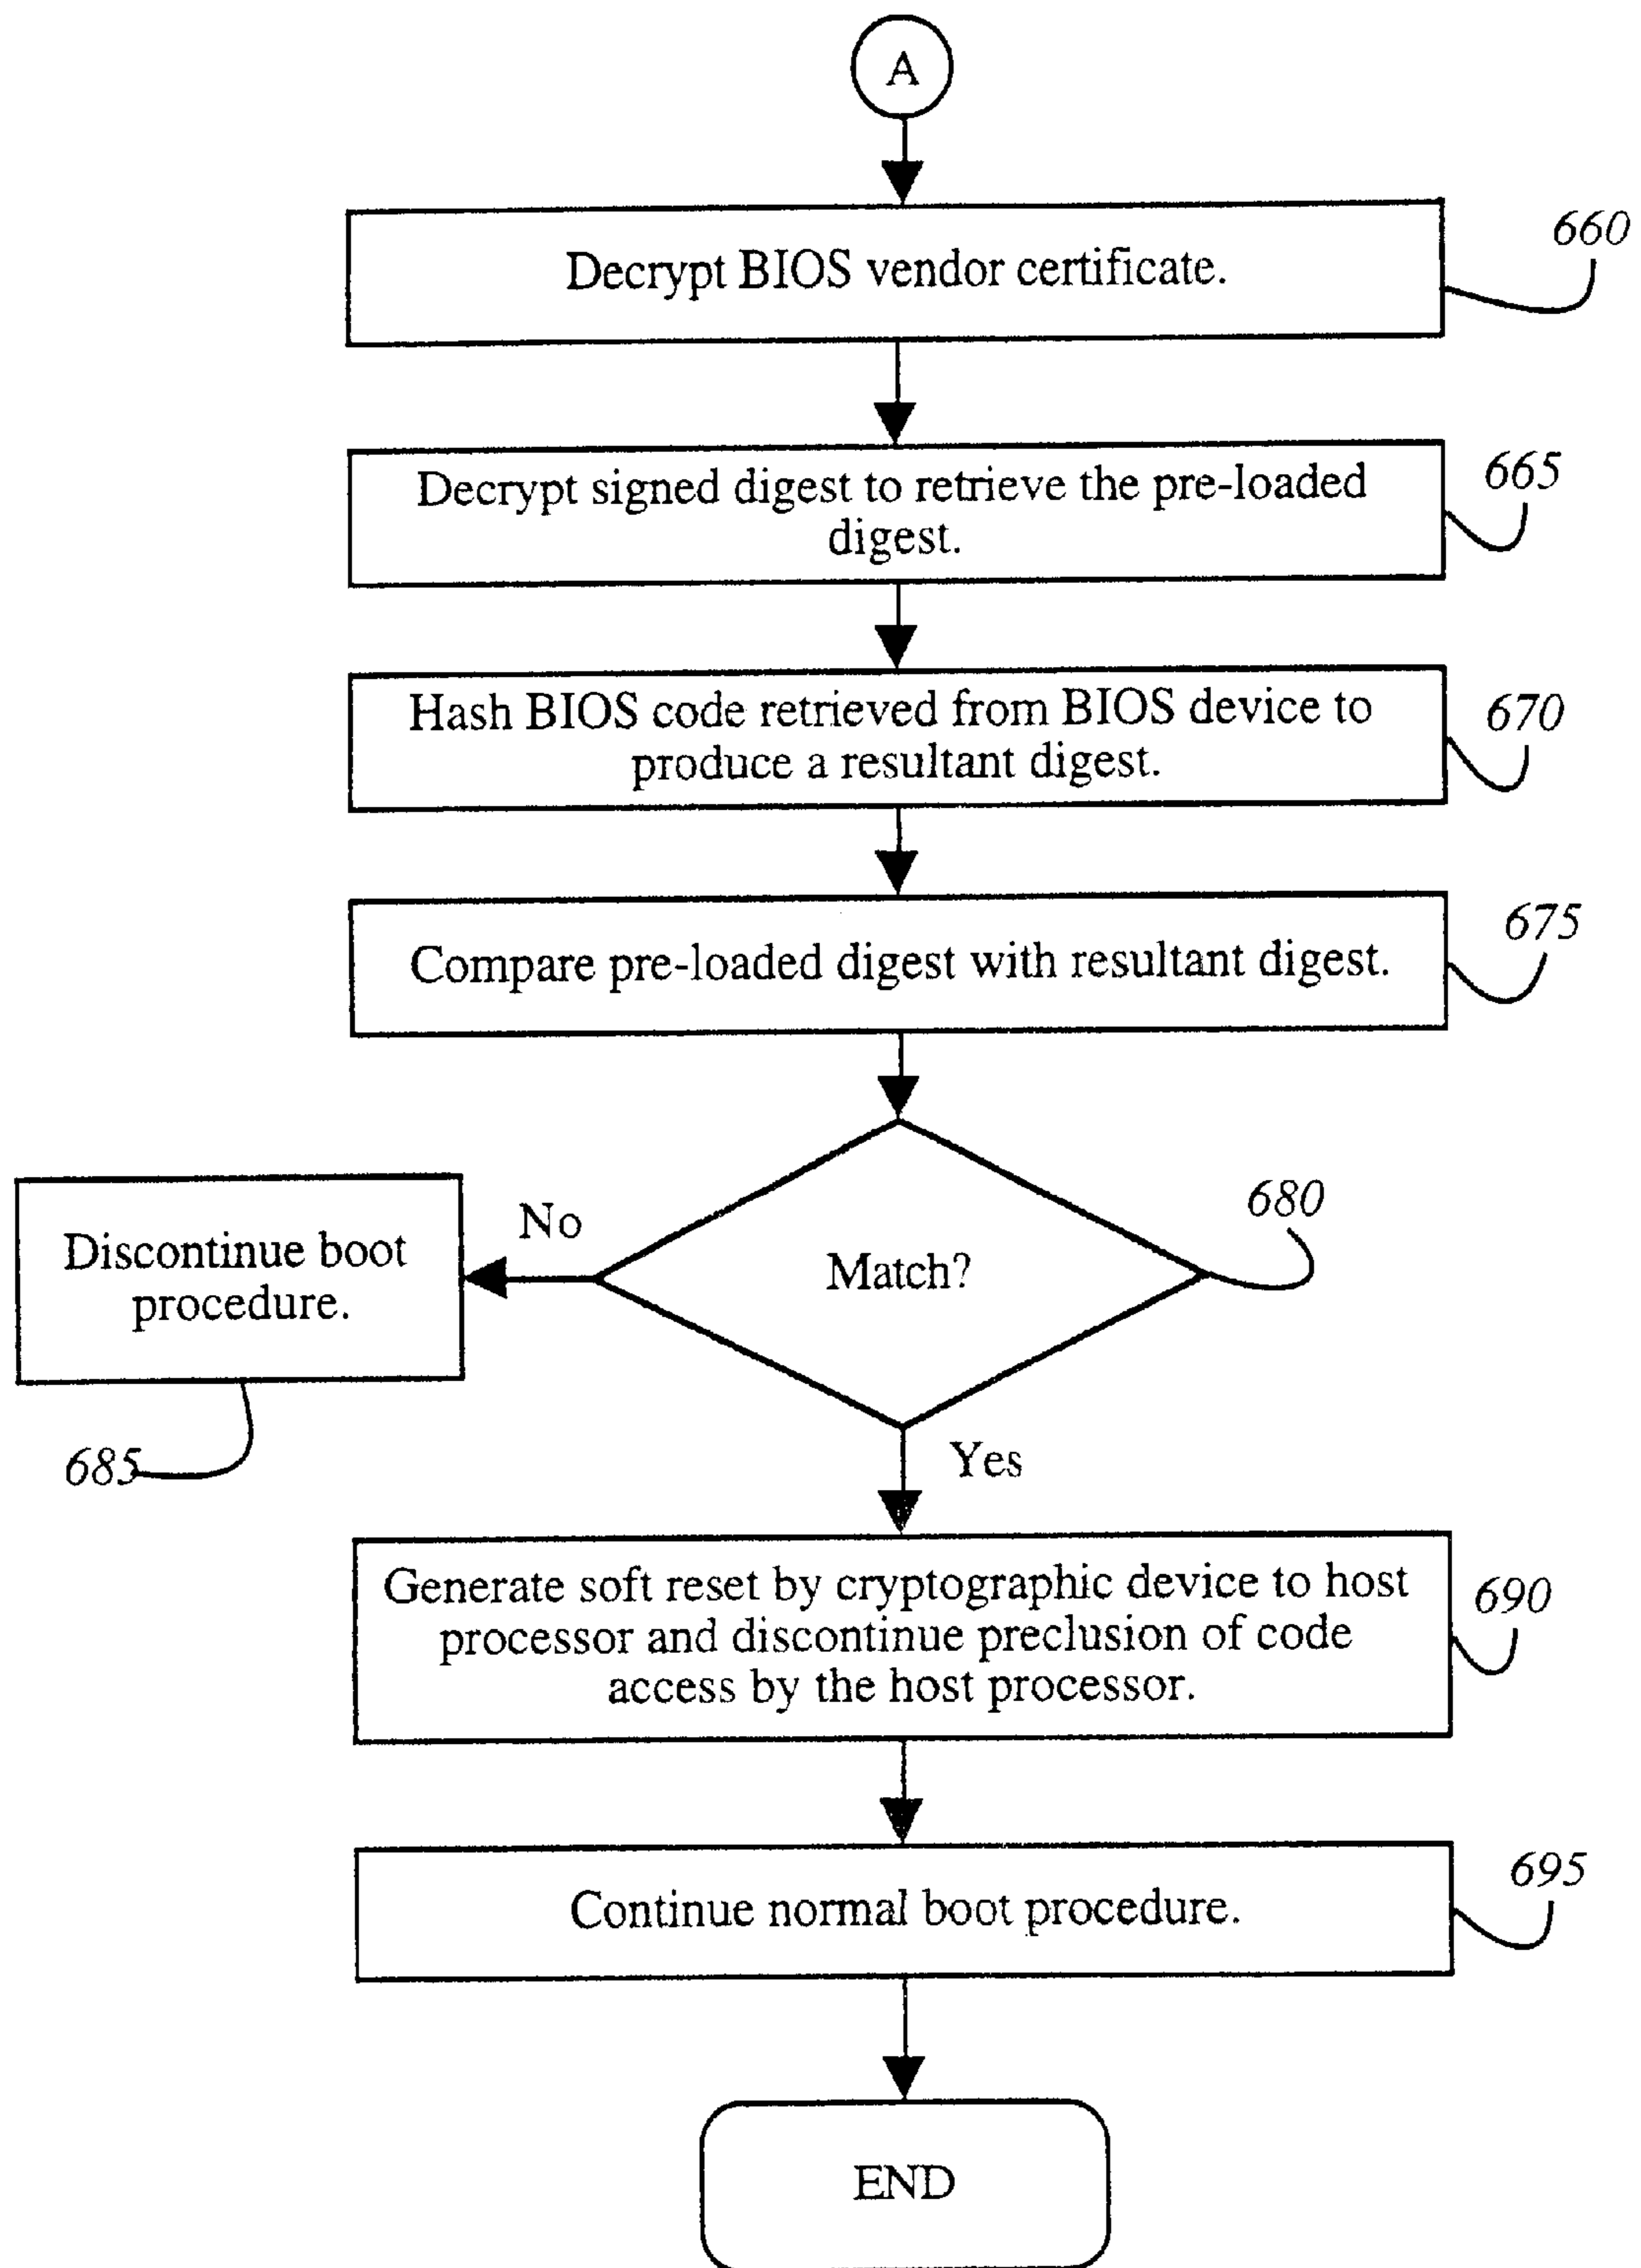 A
Decrypt BIOS vendor certificate.
660
Decrypt signed digest to retrieve the pre-loaded
digest.
665
Hash BIOS code retrieved from BIOS device to
produce a resultant digest.
670
Compare pre-loaded digest with resultant digest.
675
Match?
680
No
Discontinue boot
procedure.
685
Yes
Generate soft reset by cryptographic device to host
processor and discontinue preclusion of code
access by the host processor.
690
Continue normal boot procedure.
695
END